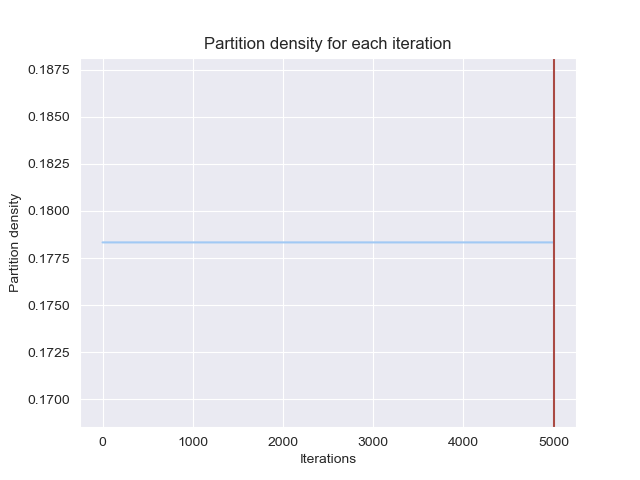 Partition density for each iteration
0.1875
0.1850
0.1825
0.1800
0.1775
0.1750
0.1725
0.1700
Partition density
0 1000 2000 3000 4000 5000
Iterations